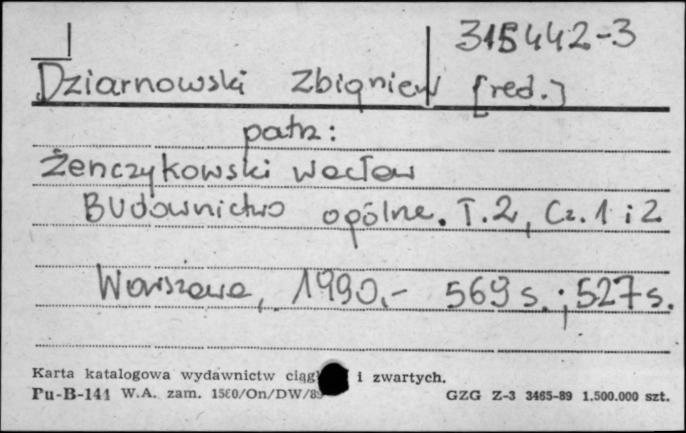 315442-3
Dziarnowski Zbigniew [red.]
patrz:
Żenczykowski Wacław
Budownictwo ogólne. T.2, Cz. 1 i 2
Warszawa, 1990.- 569 s.; 527 s.
Karta katalogowa wydawnictw ciągł i zwartych.
Pu-B-141 W.A. zam. 1560/On/DW/89 GZG Z-3 3465-89 1.500.000 szt.